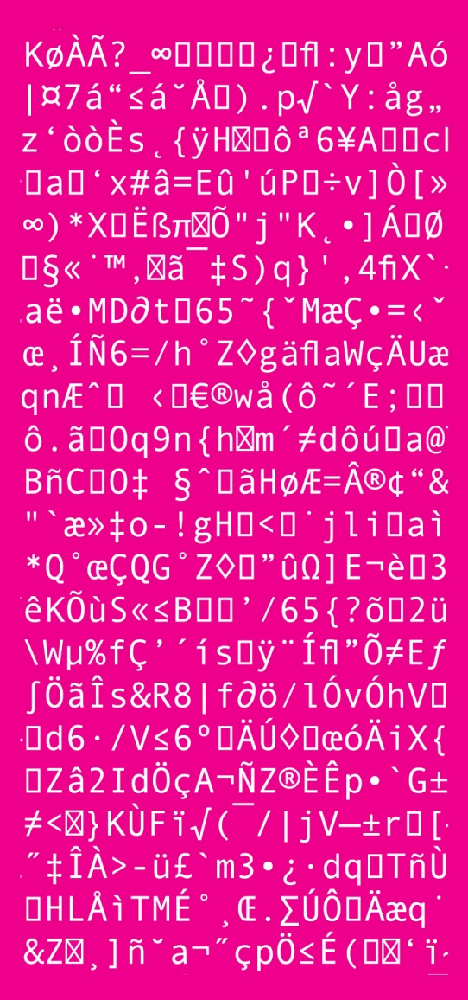 KøÀÃ?_∞▯▯▯▯¿▯ﬂ:y▯”Aó
|¤7á“≤á˘Å▯).p√`Y:åg„
z‘òòÈs˛{ÿH☒▯ôª6¥A▯▯cl
▯a▯‘x#â=Eû'úP▯÷v]Ò[»
∞)*X▯Ëßπ☒Õ"j"K˛•]Á▯Ø
▯§«˙™,☒ã¯‡S)q}',4ﬁX`
aë•MD∂t▯65˜{ˇMæÇ•=‹ˇ
œ¸ÍÑ6=/h˚Z◊gäﬂaWçÄUæ
qnÆˆ▯ ‹▯€®wå(ô˜´E;▯▯
ô.ã▯Oq9n{h☒m´≠dôú▯a@
BñC▯O‡ §ˆ▯ãHøÆ=Â®¢“&
"`æ»‡o-!gH▯<▯˙jli▯aì
*Q˚œÇQG˚Z◊▯”ûΩ]E¬è▯3
êKÕùS«≤B▯▯’/65{?õ▯2ü
\Wµ%fÇ’´ís▯ÿ¨Íﬂ”Õ≠Eƒ
∫ÖãÎs&R8|f∂ö/lÓvÓhV▯
▯d6·/V≤6º▯ÄÚ◊▯œóÄiX{
▯Zâ2IdÖçA¬ÑZ®ÈÊp•`G±
≠<☒}KÙFï√(¯/|jV—±r▯[
˝‡ÎÀ>-ü£`m3•¿·dq▯TñÙ
▯HLÅìTMÉ˚¸Œ.∑ÚÔ▯Äæq˙
&Z☒¸]ñ˘a¬˝çpÖ≤É(▯☒‘ï